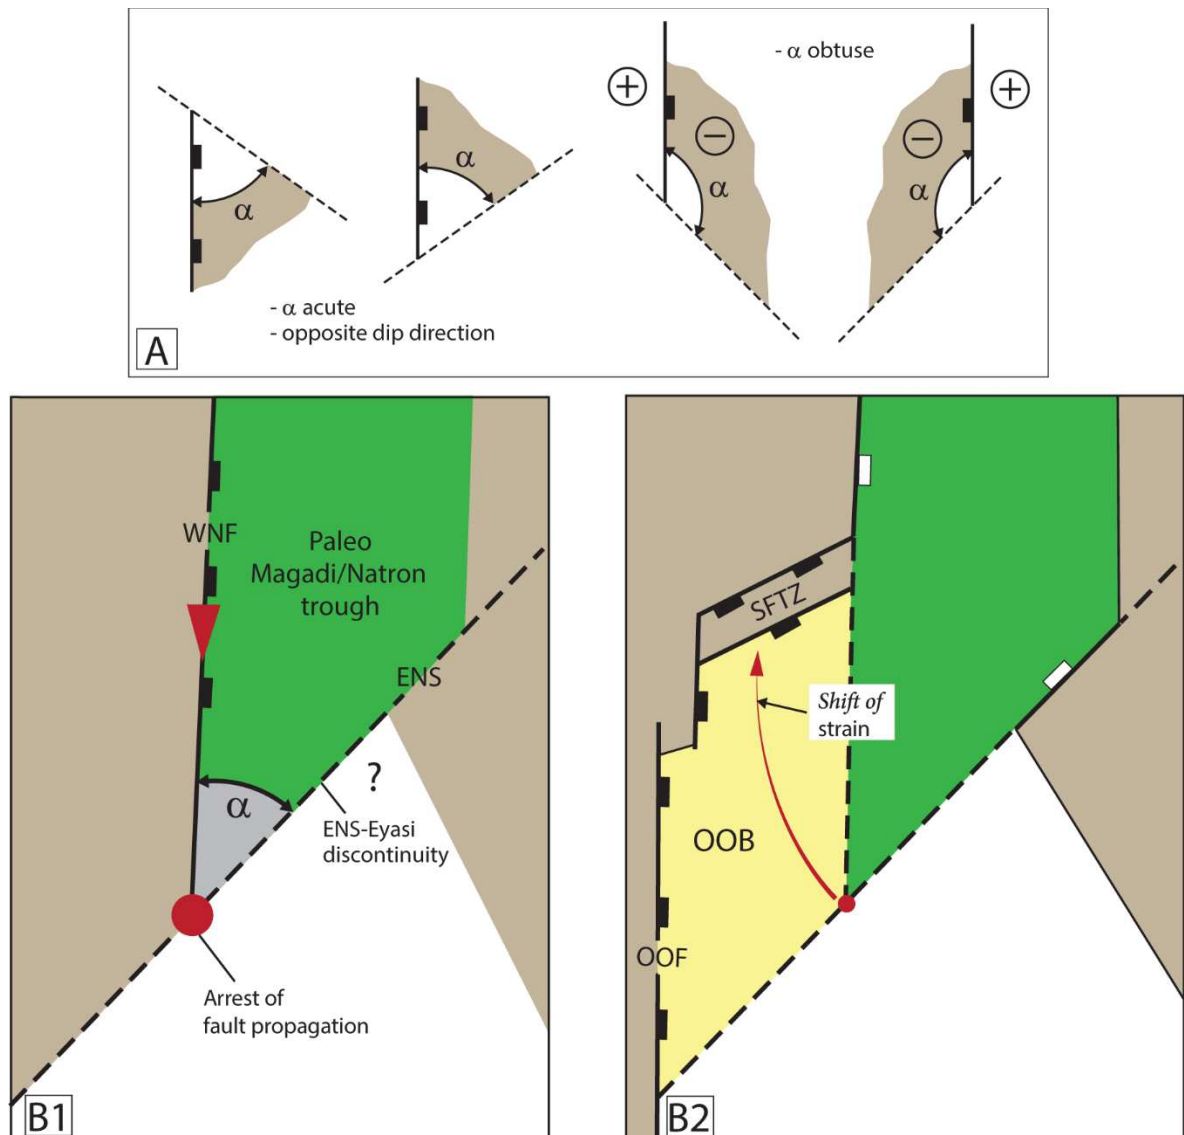 - α obtuse
+
+
−
−
α
α
α
α
- α acute
- opposite dip direction
A
WNF
Paleo
Magadi/Natron
trough
ENS
?
α
ENS-Eyasi
discontinuity
Arrest of
fault propagation
B1
SFTZ
Shift of
strain
OOB
OOF
B2